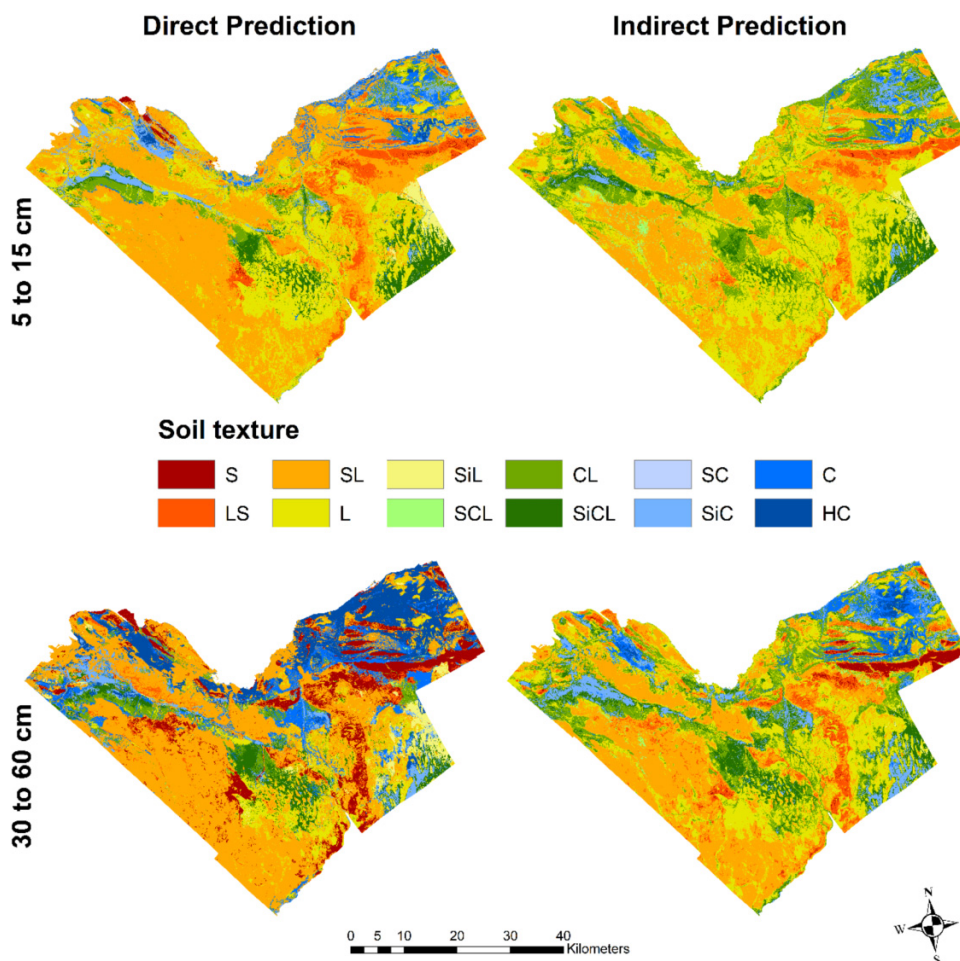 Direct Prediction
Indirect Prediction
5 to 15 cm
Soil texture
S SL SiL CL SC C
LS L SCL SiCL SiC HC
30 to 60 cm
0 5 10 20 30 40
Kilometers
N
W E
S